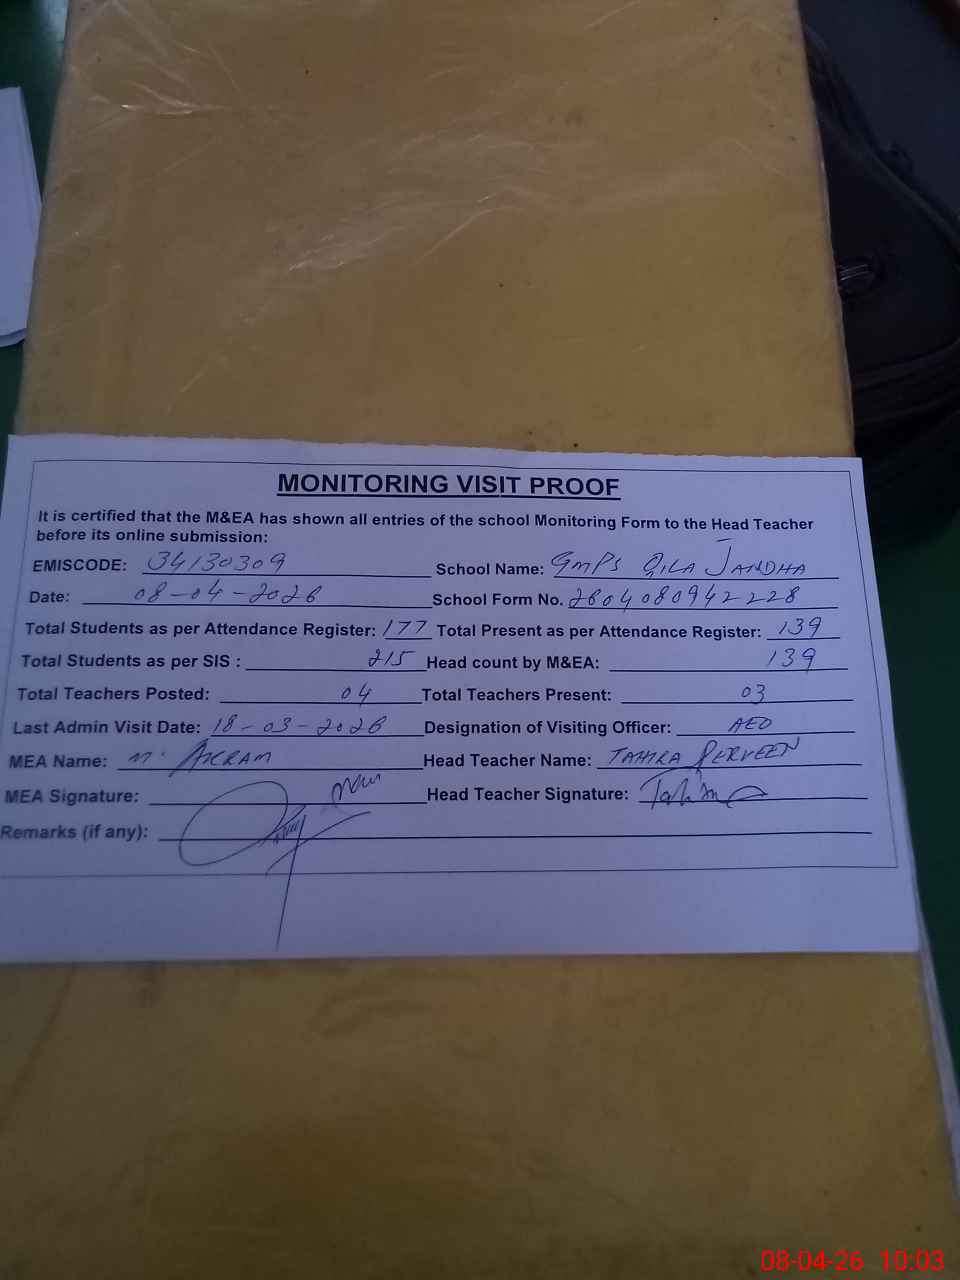 MONITORING VISIT PROOF
It is certified that the M&EA has shown all entries of the school Monitoring Form to the Head Teacher
before its online submission:
EMISCODE: 34130309 School Name: GMPS QILA JANDHA
Date: 08-04-2026 School Form No. 2604080942228
Total Students as per Attendance Register: 177 Total Present as per Attendance Register: 139
Total Students as per SIS : 215 Head count by M&EA: 139
Total Teachers Posted: 04 Total Teachers Present: 03
Last Admin Visit Date: 18-03-2026 Designation of Visiting Officer: AEO
MEA Name: M. AKRAM Head Teacher Name: TAHIRA PERVEEN
MEA Signature: Head Teacher Signature:
Remarks (if any):
08-04-26 10:03